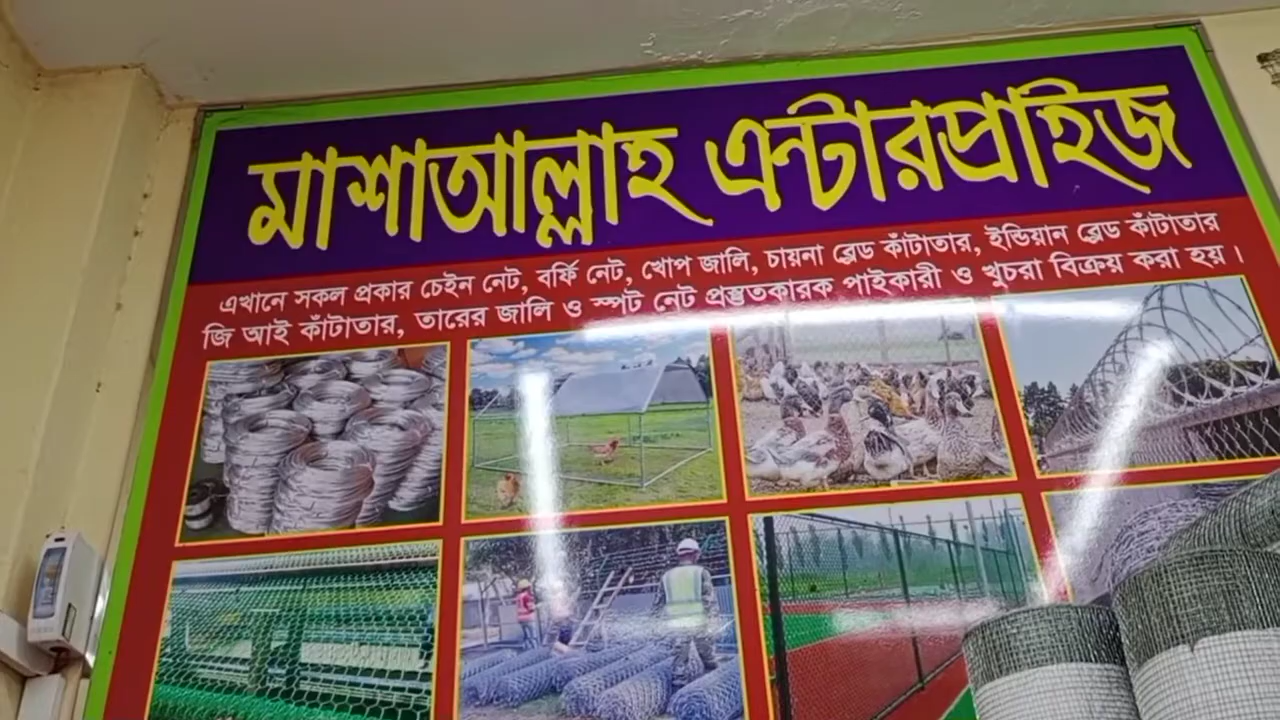 মাশাআল্লাহ এন্টারপ্রাইজ
এখানে সকল প্রকার চেইন নেট, বর্ফি নেট, খোপ জালি, চায়না ব্লেড কাঁটাতার, ইন্ডিয়ান ব্লেড কাঁটাতার
জি আই কাঁটাতার, তারের জালি ও স্পট নেট প্রস্তুতকারক পাইকারী ও খুচরা বিক্রয় করা হয়।